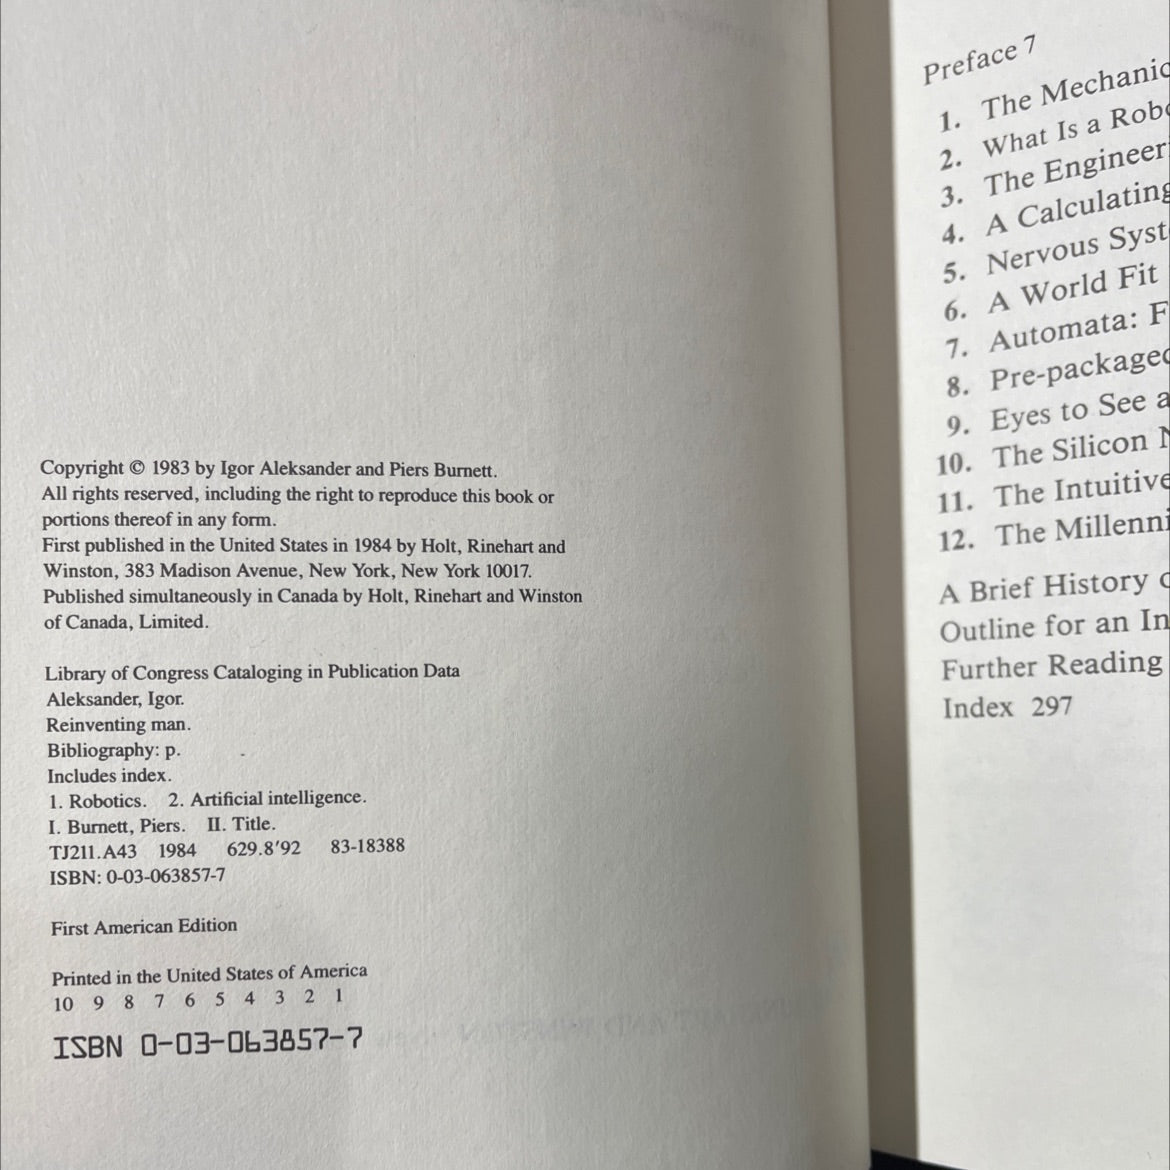 Copyright © 1983 by Igor Aleksander and Piers Burnett.
All rights reserved, including the right to reproduce this book or
portions thereof in any form.
First published in the United States in 1984 by Holt, Rinehart and
Winston, 383 Madison Avenue, New York, New York 10017.
Published simultaneously in Canada by Holt, Rinehart and Winston
of Canada, Limited.
Library of Congress Cataloging in Publication Data
Aleksander, Igor.
Reinventing man.
Bibliography: p.
Includes index.
1. Robotics. 2. Artificial intelligence.
I. Burnett, Piers. II. Title.
TJ211.A43 1984 629.8'92 83-18388
ISBN: 0-03-063857-7
First American Edition
Printed in the United States of America
10 9 8 7 6 5 4 3 2 1
ISBN 0-03-063857-7
Preface 7
1. The Mechanic
2. What Is a Robo
3. The Engineer
4. A Calculating
5. Nervous Syst
6. A World Fit
7. Automata: F
8. Pre-packaged
9. Eyes to See a
10. The Silicon
11. The Intuitive
12. The Millenni
A Brief History
Outline for an In
Further Reading
Index 297